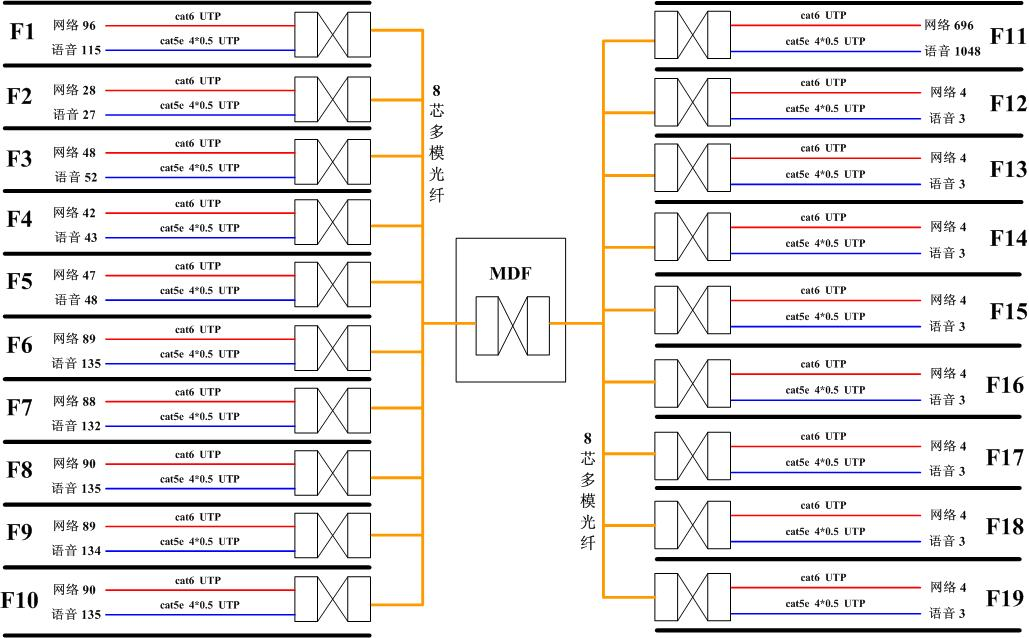 F1
网络 96
cat6 UTP
语音 115
cat5e 4*0.5 UTP
F2
网络 28
cat6 UTP
语音 27
cat5e 4*0.5 UTP
F3
网络 48
cat6 UTP
语音 52
cat5e 4*0.5 UTP
F4
网络 42
cat6 UTP
语音 43
cat5e 4*0.5 UTP
F5
网络 47
cat6 UTP
语音 48
cat5e 4*0.5 UTP
F6
网络 89
cat6 UTP
语音 135
cat5e 4*0.5 UTP
F7
网络 88
cat6 UTP
语音 132
cat5e 4*0.5 UTP
F8
网络 90
cat6 UTP
语音 135
cat5e 4*0.5 UTP
F9
网络 89
cat6 UTP
语音 134
cat5e 4*0.5 UTP
F10
网络 90
cat6 UTP
语音 135
cat5e 4*0.5 UTP
8芯多模光纤
MDF
8芯多模光纤
cat6 UTP
网络 696
cat5e 4*0.5 UTP
语音 1048
F11
cat6 UTP
网络 4
cat5e 4*0.5 UTP
语音 3
F12
cat6 UTP
网络 4
cat5e 4*0.5 UTP
语音 3
F13
cat6 UTP
网络 4
cat5e 4*0.5 UTP
语音 3
F14
cat6 UTP
网络 4
cat5e 4*0.5 UTP
语音 3
F15
cat6 UTP
网络 4
cat5e 4*0.5 UTP
语音 3
F16
cat6 UTP
网络 4
cat5e 4*0.5 UTP
语音 3
F17
cat6 UTP
网络 4
cat5e 4*0.5 UTP
语音 3
F18
cat6 UTP
网络 4
cat5e 4*0.5 UTP
语音 3
F19